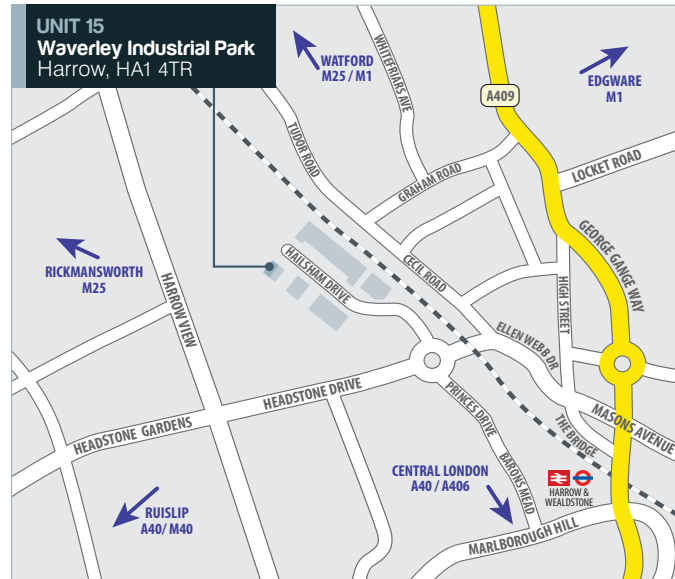 UNIT 15
Waverley Industrial Park
Harrow, HA1 4TR
WATFORD
M25 / M1
WHITEFRIARS AVE
A409
EDGWARE
M1
TUDOR ROAD
GRAHAM ROAD
LOCKET ROAD
RICKMANSWORTH
M25
HARROW VIEW
HAILSHAM DRIVE
CECIL ROAD
GEORGE GANGE WAY
HIGH STREET
ELLEN WEBB DR
HEADSTONE DRIVE
HEADSTONE GARDENS
PRINCES DRIVE
MASONS AVENUE
THE BRIDGE
BARONS MEAD
CENTRAL LONDON
A40 / A406
HARROW &
WEALDSTONE
RUISLIP
A40/ M40
MARLBOROUGH HILL